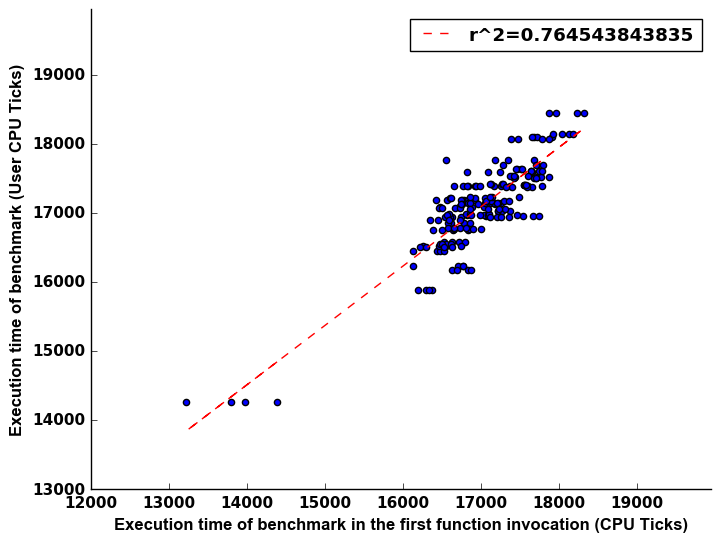 r^2=0.764543843835
Execution time of benchmark (User CPU Ticks)
19000
18000
17000
16000
15000
14000
13000
12000 13000 14000 15000 16000 17000 18000 19000
Execution time of benchmark in the first function invocation (CPU Ticks)